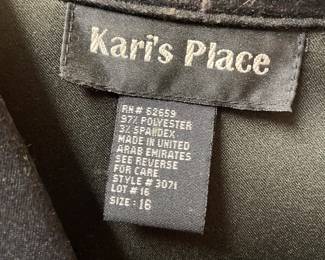 Kari's Place
RN# 62659
97% POLYESTER
3% SPANDEX
MADE IN UNITED
ARAB EMIRATES
SEE REVERSE
FOR CARE
STYLE # 3071
LOT # 16
SIZE: 16